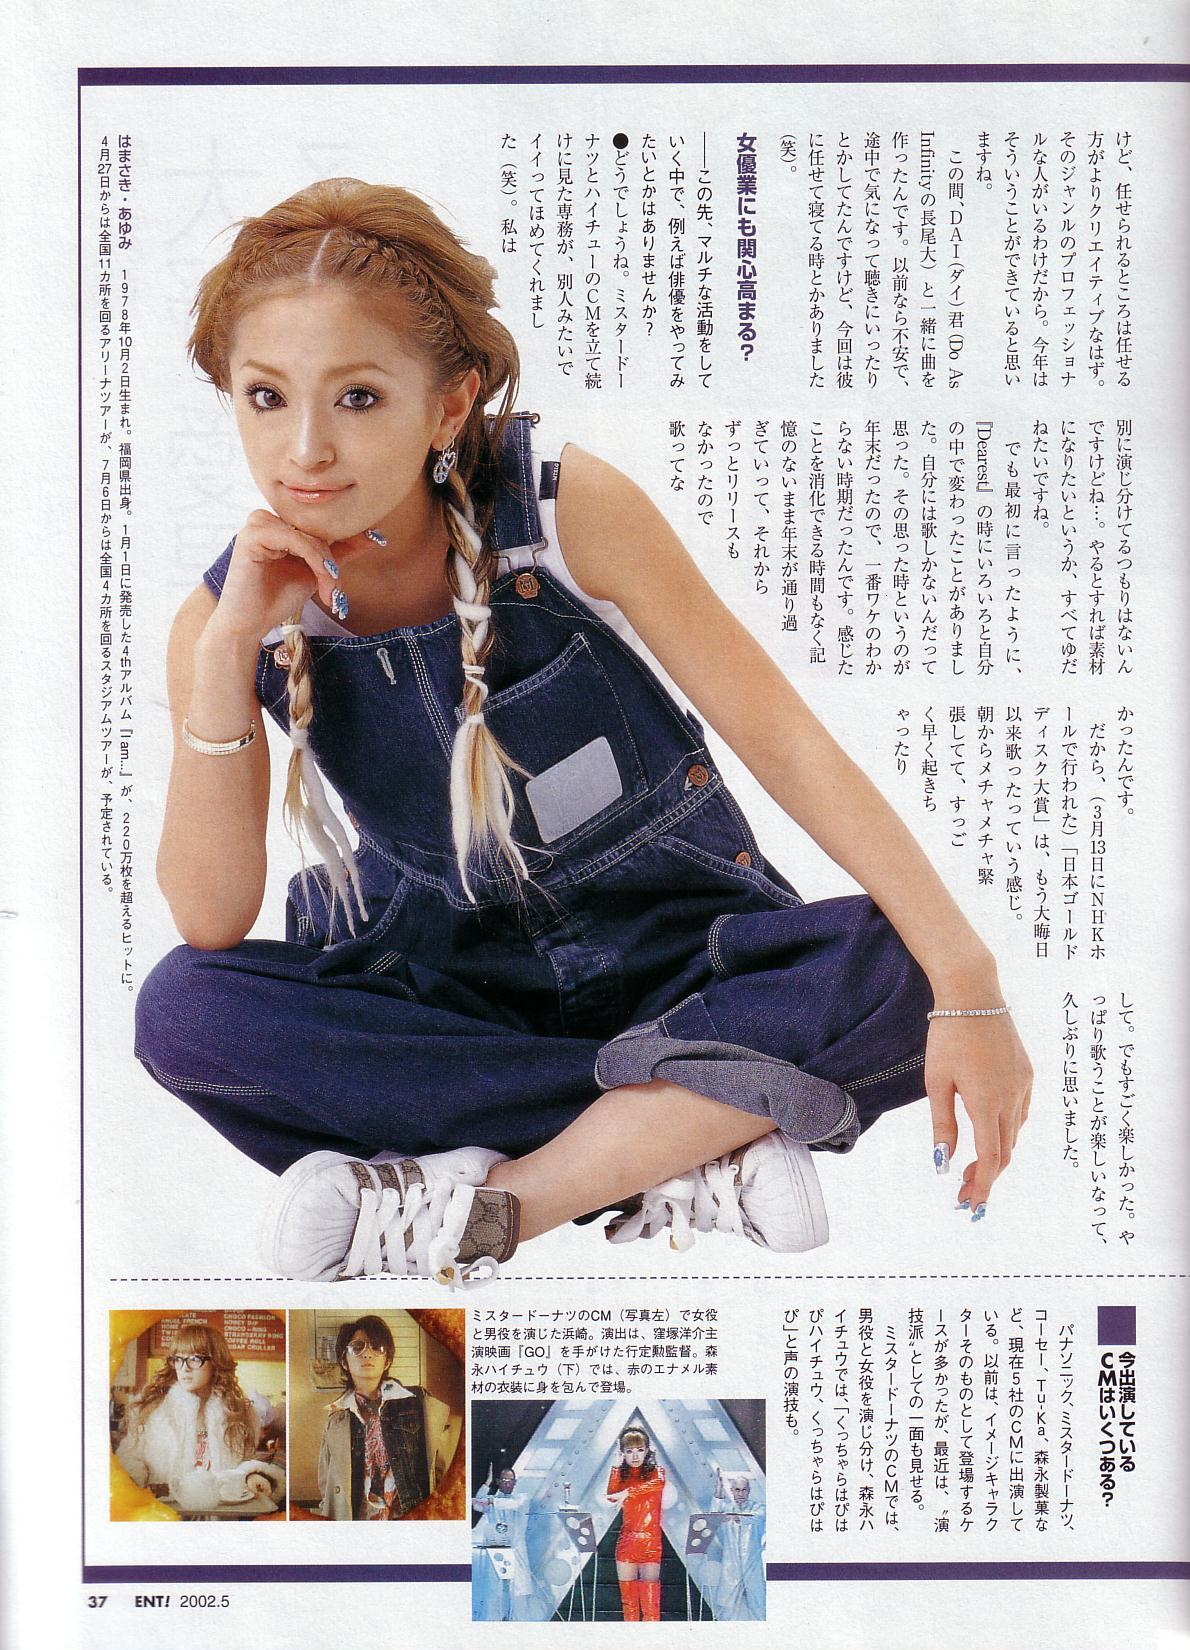 けど、任せられるところは任せる
方がよりクリエイティブなはず。
そのジャンルのプロフェッショナ
ルな人がいるわけだから。今年は
そういうことができていると思い
ますね。
この間、DAI(ダイ)君(Do As
Infinityの長尾大)と一緒に曲を
作ったんです。以前なら不安で、
途中で気になって聴きにいったり
とかしてたんですけど、今回は彼
に任せて寝てる時とかありました
(笑)。
女優業にも関心高まる?
──この先、マルチな活動をして
いく中で、例えば俳優をやってみ
たいとかはありませんか?
●どうでしょうね。ミスタードー
ナツとハイチューのCMを立て続
けに見た専務が、別人みたいで
イイってほめてくれまし
た(笑)。私は
別に演じ分けてるつもりはないん
ですけどね…。やるとすれば素材
になりたいというか、すべてゆだ
ねたいですね。
でも最初に言ったように、
『Dearest』の時にいろいろと自分
の中で変わったことがありまし
た。自分には歌しかないんだって
思った。その思った時というのが
年末だったので、一番ワケのわか
らない時期だったんです。感じた
ことを消化できる時間もなく記
憶のないまま年末が通り過
ぎていって、それから
ずっとリリースも
なかったので
歌ってな
かったんです。
だから、(3月13日にNHKホ
ールで行われた)「日本ゴールド
ディスク大賞」は、もう大晦日
以来歌ったっていう感じ。
朝からメチャメチャ緊
張してて、すっご
く早く起きち
ゃったり
して。でもすごく楽しかった。や
っぱり歌うことが楽しいなって、
久しぶりに思いました。
はまさき・あゆみ 1978年10月2日生まれ。福岡県出身。1月1日に発売した4thアルバム『I am...』が、220万枚を超えるヒットに。
4月27日からは全国11カ所を回るアリーナツアーが、7月6日からは全国4カ所を回るスタジアムツアーが、予定されている。
今出演している
CMはいくつある?
パナソニック、ミスタードーナツ、
コーセー、Tu-Ka、森永製菓な
ど、現在5社のCMに出演して
いる。以前は、イメージキャラク
ターそのものとして登場するケ
ースが多かったが、最近は、〝演
技派〟としての一面も見せる。
ミスタードーナツのCMでは、
男役と女役を演じ分け、森永ハ
イチュウでは、「くっちゃらはぴは
ぴハイチュウ、くっちゃらはぴは
ぴ」と声の演技も。
ミスタードーナツのCM(写真左)で女役
と男役を演じた浜崎。演出は、窪塚洋介主
演映画『GO』を手がけた行定勲監督。森
永ハイチュウ(下)では、赤のエナメル素
材の衣装に身を包んで登場。
CHOCO FASHION
HONEY DIP
CHOCO-RING
STRAWBERRY RING
COFFEE ROLL
SUGAR CRULLER
37 ENT! 2002.5